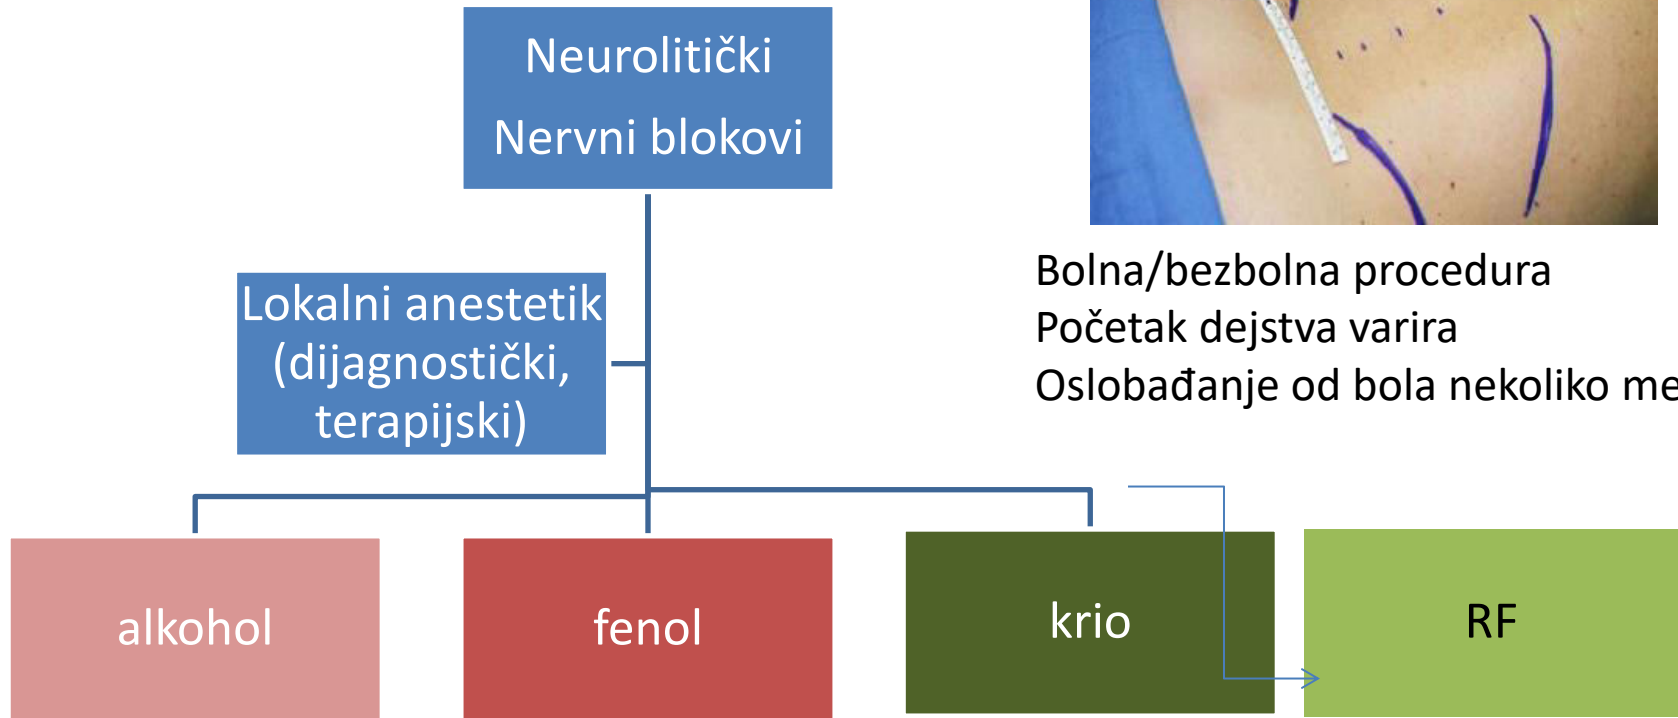 Neurolitički
Nervni blokovi
Lokalni anestetik
(dijagnostički,
terapijski)
Bolna/bezbolna procedura
Početak dejstva varira
Oslobađanje od bola nekoliko
alkohol
fenol
krio
RF